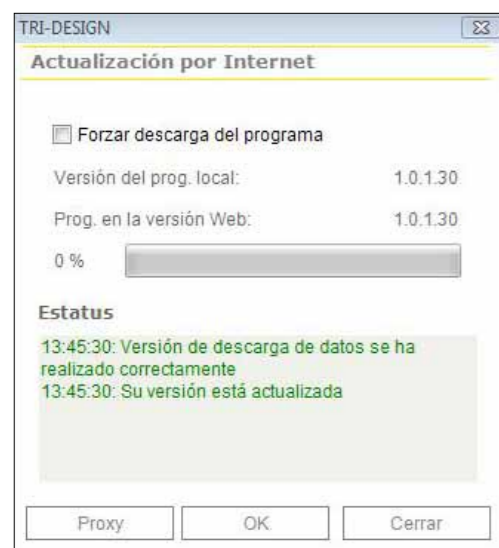 TRI-DESIGN
Actualización por Internet
Forzar descarga del programa
Versión del prog. local: 1.0.1.30
Prog. en la versión Web: 1.0.1.30
0 %
Estatus
13:45:30: Versión de descarga de datos se ha
realizado correctamente
13:45:30: Su versión está actualizada
Proxy OK Cerrar